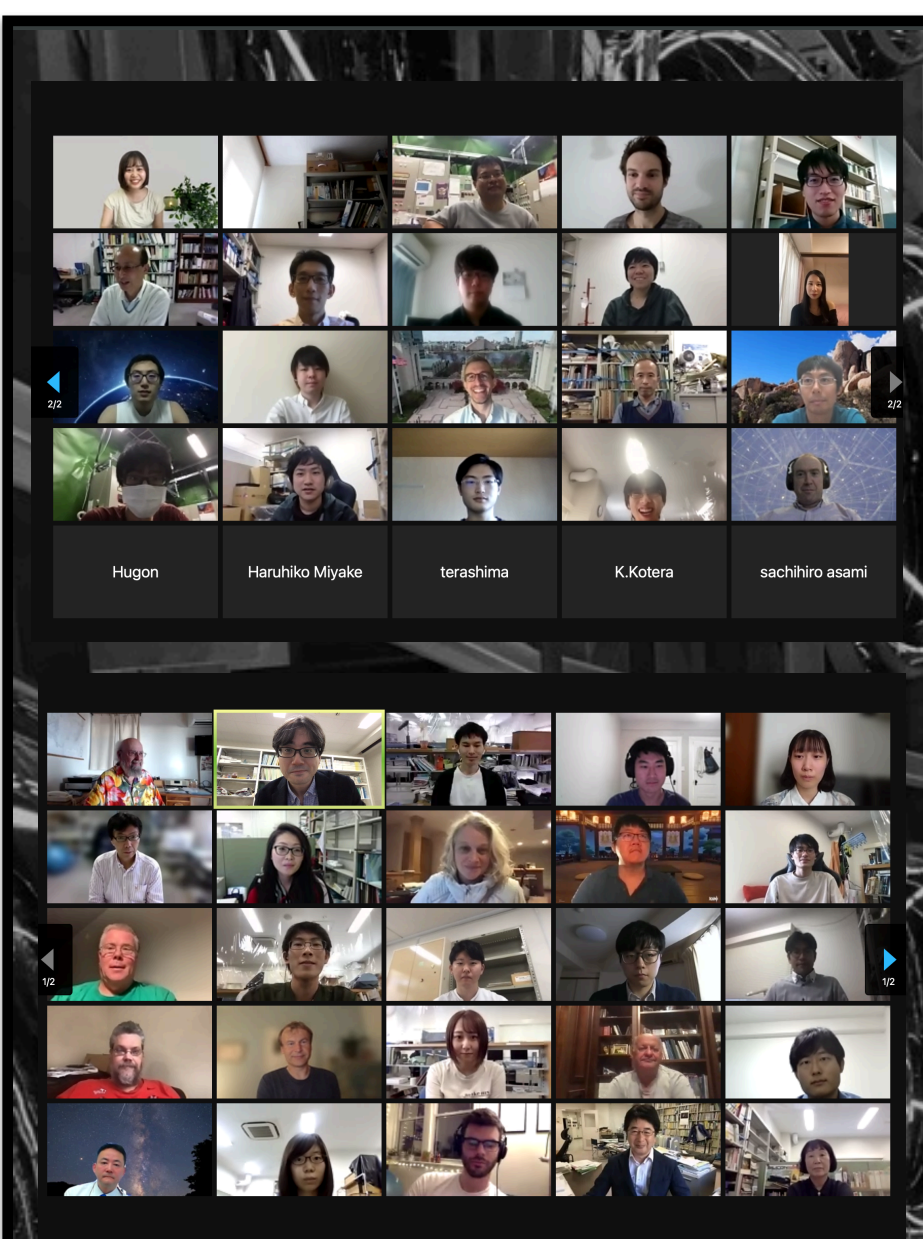 2/2
2/2
Hugon
Haruhiko Miyake
terashima
K.Kotera
sachihiro asami
1/2
1/2